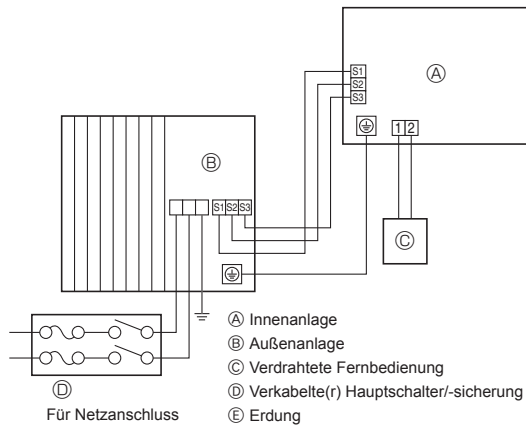 S1
S2
S3
Ⓐ
1 2
Ⓑ
S1 S2 S3
Ⓒ
Ⓓ
Für Netzanschluss
Ⓐ Innenanlage
Ⓑ Außenanlage
Ⓒ Verdrahtete Fernbedienung
Ⓓ Verkabelte(r) Hauptschalter/-sicherung
Ⓔ Erdung